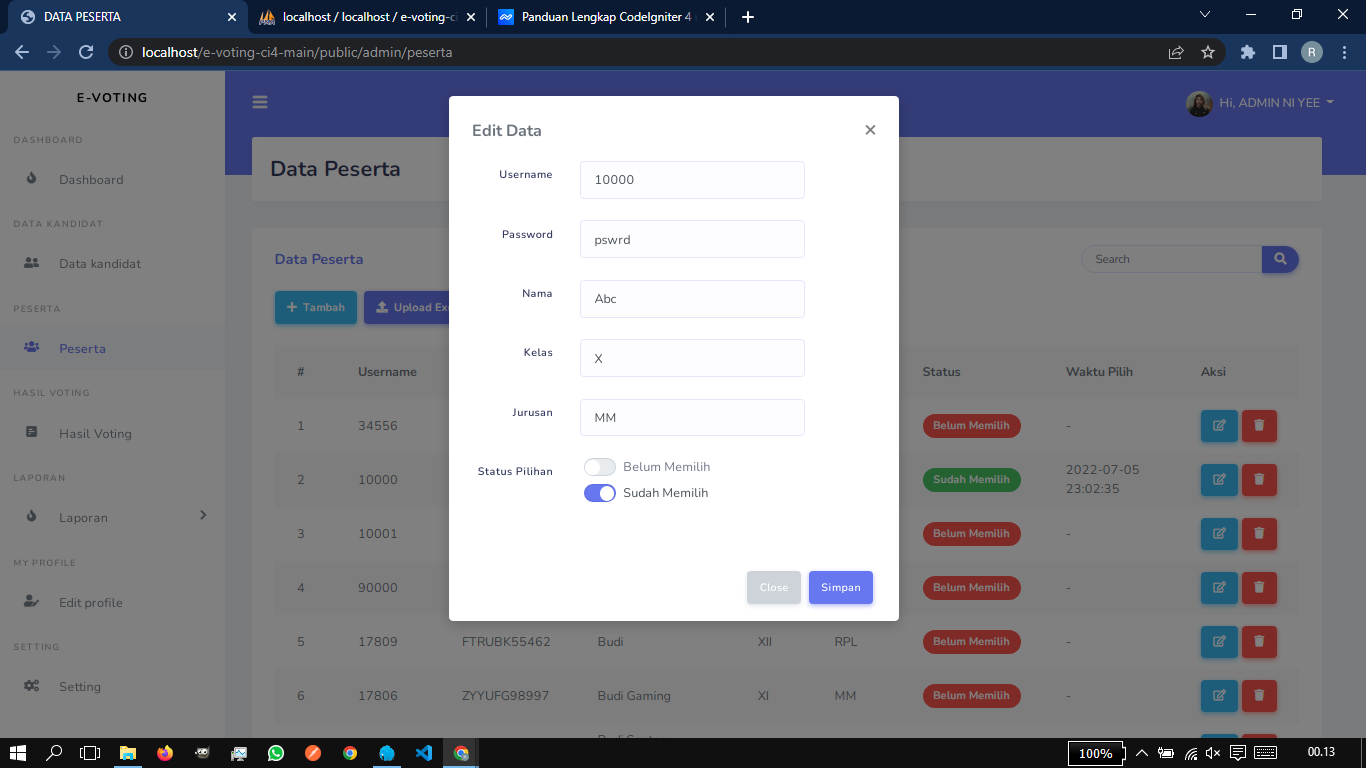 DATA PESERTA
localhost / localhost / e-voting-ci
Panduan Lengkap CodeIgniter 4
localhost/e-voting-ci4-main/public/admin/peserta
R
E-VOTING
Hi, ADMIN NI YEE
DASHBOARD
Dashboard
DATA KANDIDAT
Data kandidat
PESERTA
Peserta
HASIL VOTING
Hasil Voting
LAPORAN
Laporan
MY PROFILE
Edit profile
SETTING
Setting
Data Peserta
Data Peserta
Search
Tambah
Upload Exc
# Username Status Waktu Pilih Aksi
1 34556 Belum Memilih -
2 10000 Sudah Memilih 2022-07-05
23:02:35
3 10001 Belum Memilih -
4 90000 Belum Memilih -
5 17809 FTRUBK55462 Budi XII RPL Belum Memilih -
6 17806 ZYYUFG98997 Budi Gaming XI MM Belum Memilih -
Edit Data
Username 10000
Password pswrd
Nama Abc
Kelas X
Jurusan MM
Status Pilihan Belum Memilih
Sudah Memilih
Close Simpan
100%
00.13